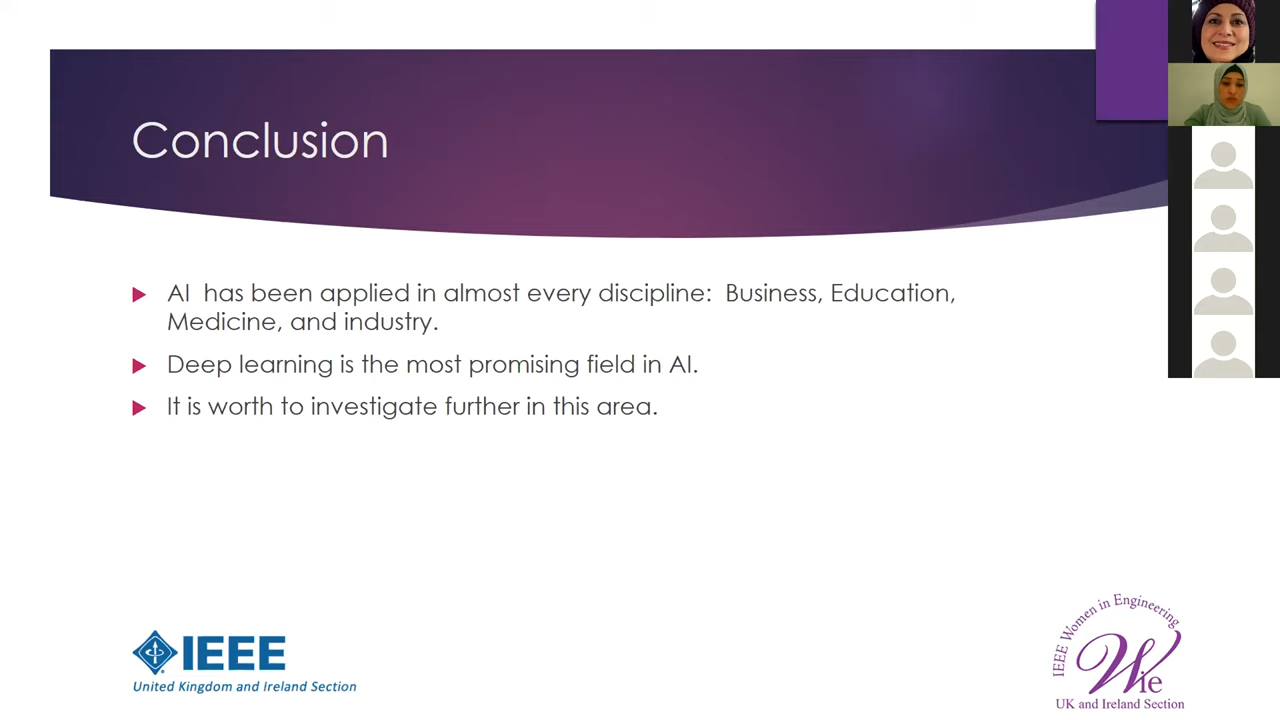 Conclusion
AI has been applied in almost every discipline: Business, Education,
Medicine, and industry.
Deep learning is the most promising field in AI.
It is worth to investigate further in this area.
IEEE
United Kingdom and Ireland Section
IEEE Women in Engineering
Wie
UK and Ireland Section